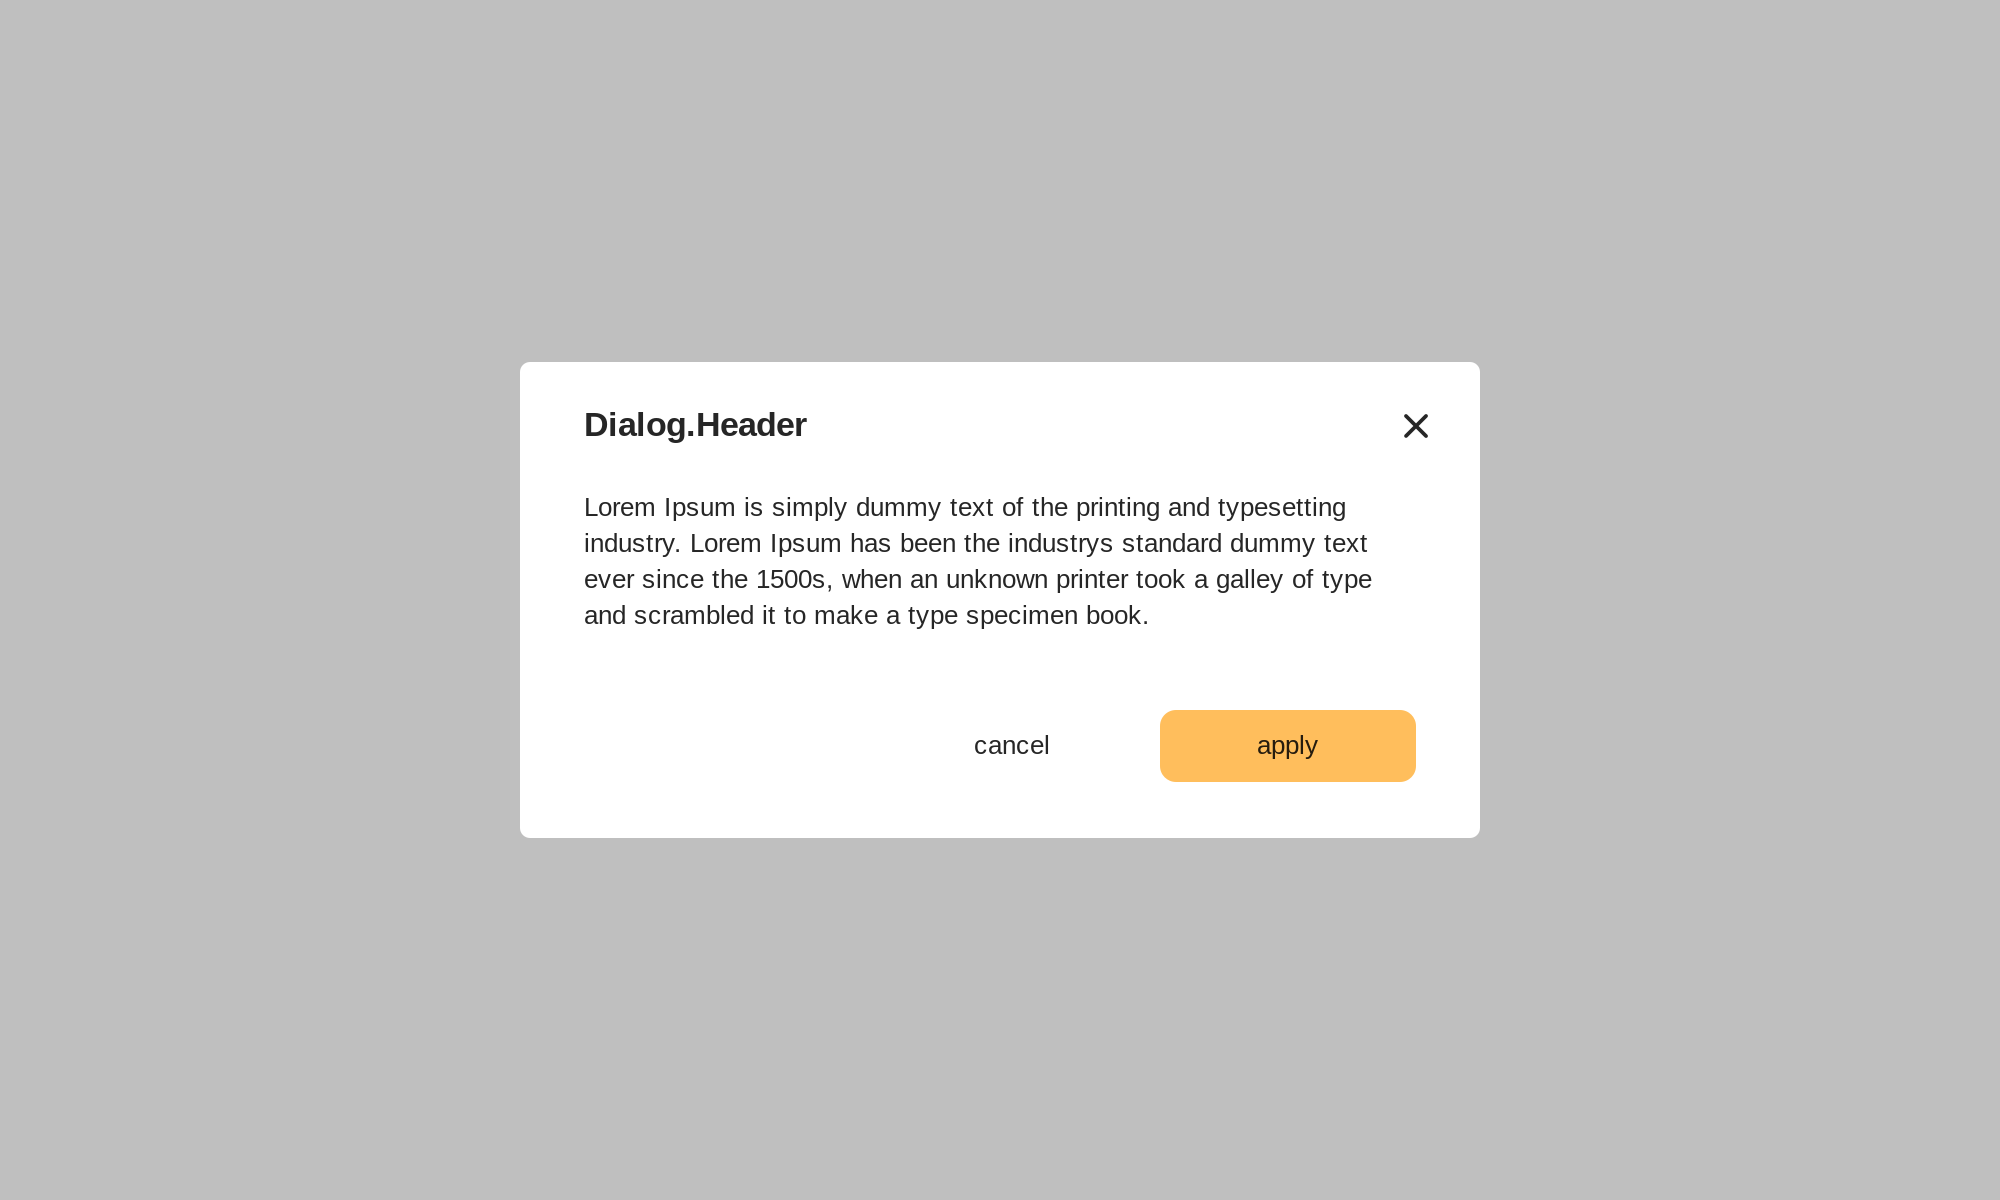 Dialog.Header
Lorem Ipsum is simply dummy text of the printing and typesetting
industry. Lorem Ipsum has been the industrys standard dummy text
ever since the 1500s, when an unknown printer took a galley of type
and scrambled it to make a type specimen book.
cancel
apply